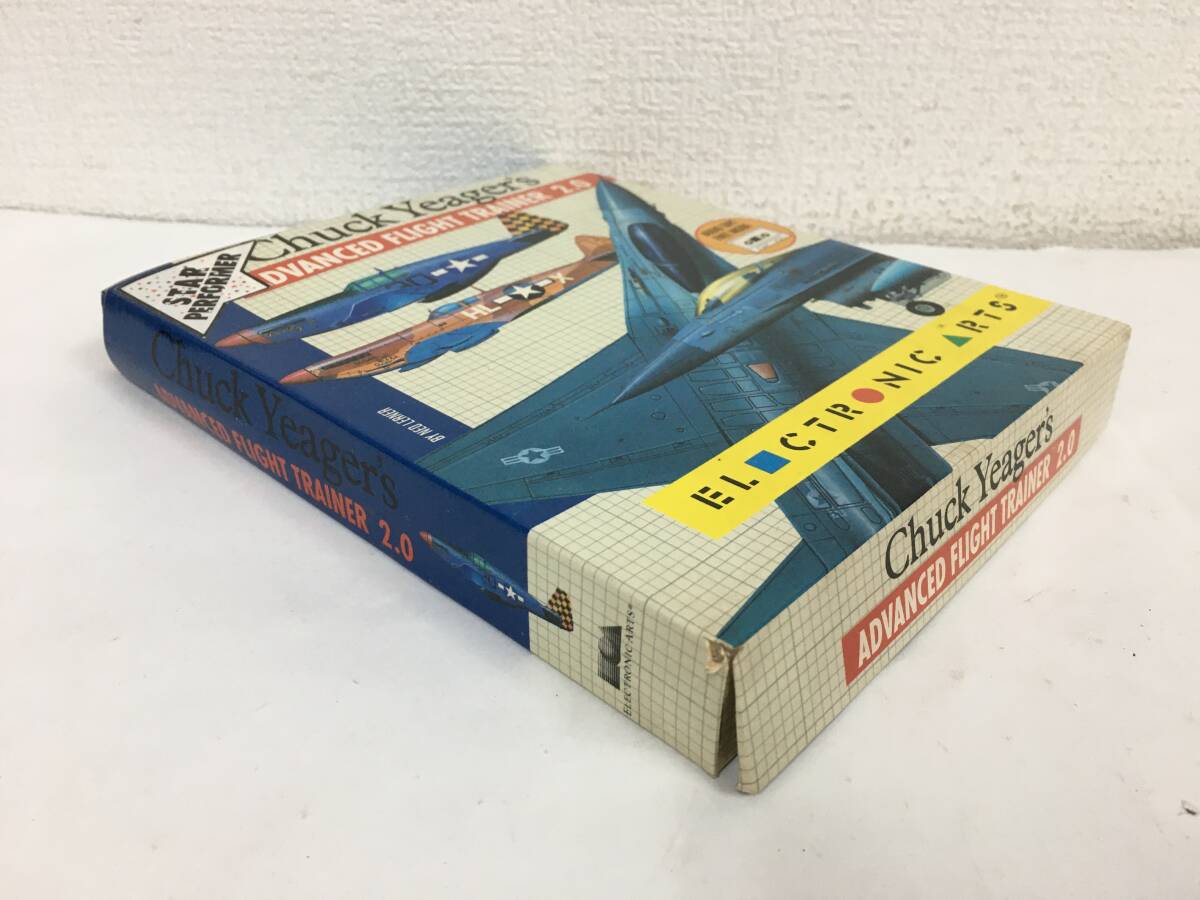 STAR
PERFORMER
Chuck Yeager's
DVANCED FLIGHT TRAINER 2.0
HL X
BY NED LERNER
ELECTRONIC ARTS®
Chuck Yeager's
ADVANCED FLIGHT TRAINER 2.0
ELECTRONIC ARTS®
Chuck Yeager's
ADVANCED FLIGHT TRAINER 2.0